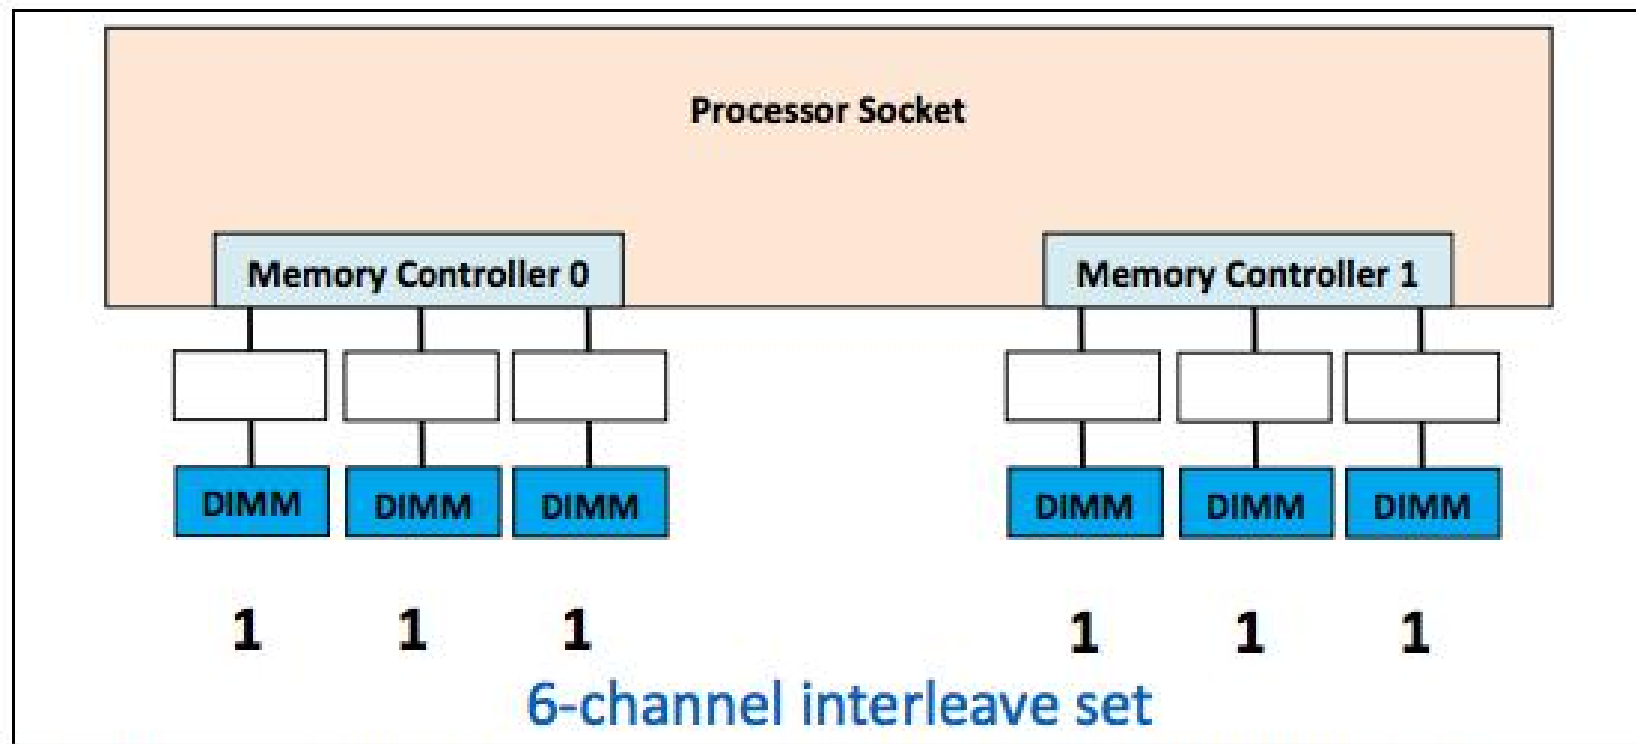 Processor Socket
Memory Controller 0 Memory Controller 1
DIMM DIMM DIMM DIMM DIMM DIMM
1 1 1 1 1 1
6-channel interleave set